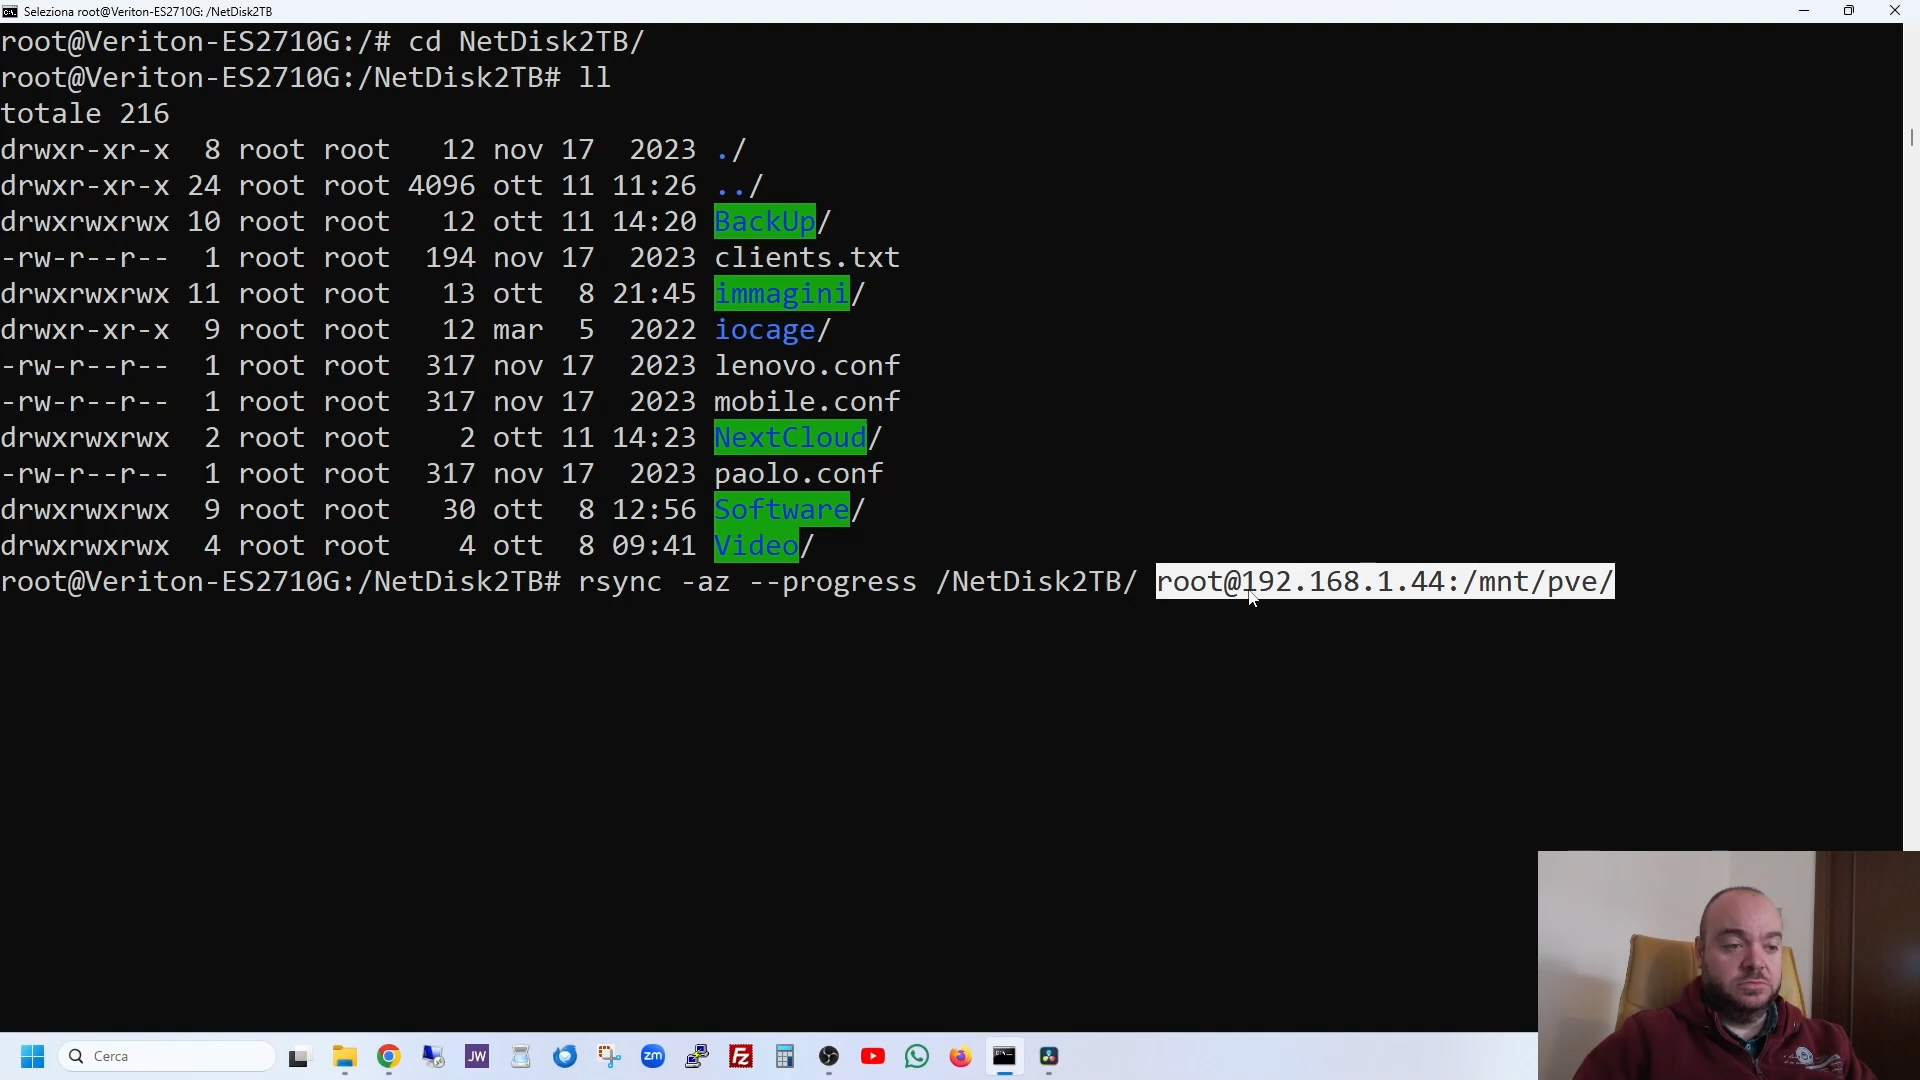 Seleziona root@Veriton-ES2710G: /NetDisk2TB
root@Veriton-ES2710G:/# cd NetDisk2TB/
root@Veriton-ES2710G:/NetDisk2TB# ll
totale 216
drwxr-xr-x  8 root root   12 nov 17  2023 ./
drwxr-xr-x 24 root root 4096 ott 11 11:26 ../
drwxrwxrwx 10 root root   12 ott 11 14:20 BackUp/
-rw-r--r--  1 root root  194 nov 17  2023 clients.txt
drwxrwxrwx 11 root root   13 ott  8 21:45 immagini/
drwxr-xr-x  9 root root   12 mar  5  2022 iocage/
-rw-r--r--  1 root root  317 nov 17  2023 lenovo.conf
-rw-r--r--  1 root root  317 nov 17  2023 mobile.conf
drwxrwxrwx  2 root root    2 ott 11 14:23 NextCloud/
-rw-r--r--  1 root root  317 nov 17  2023 paolo.conf
drwxrwxrwx  9 root root   30 ott  8 12:56 Software/
drwxrwxrwx  4 root root    4 ott  8 09:41 Video/
root@Veriton-ES2710G:/NetDisk2TB# rsync -az --progress /NetDisk2TB/ root@192.168.1.44:/mnt/pve/
Cerca
JW
zm
FZ